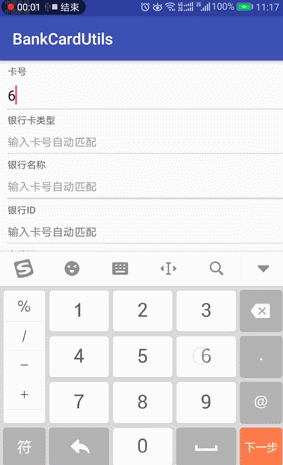 00:01 结束 100% 11:17
BankCardUtils
卡号
6
银行卡类型
输入卡号自动匹配
银行名称
输入卡号自动匹配
银行ID
输入卡号自动匹配
% 1 2 3
/ 4 5 6 .
- 7 8 9 @
+
符 0 下一步